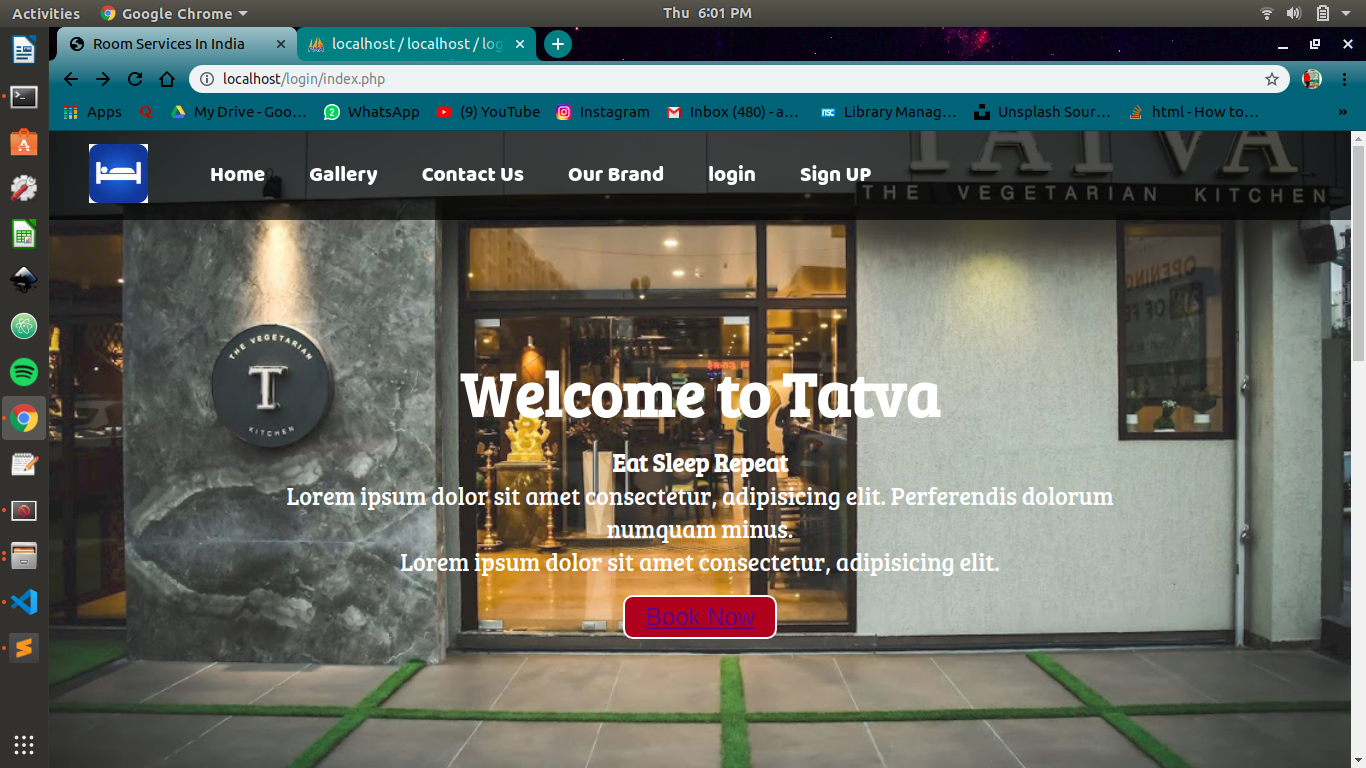 Activities
Google Chrome
Thu 6:01 PM
Room Services In India
localhost / localhost / log
localhost/login/index.php
Apps
My Drive - Goo…
WhatsApp
(9) YouTube
Instagram
Inbox (480) - a…
Library Manag…
Unsplash Sour…
html - How to…
»
TATVA
THE VEGETARIAN KITCHEN
Home
Gallery
Contact Us
Our Brand
login
Sign UP
THE VEGETARIAN
T
KITCHEN
OPENING
Welcome to Tatva
Eat Sleep Repeat
Lorem ipsum dolor sit amet consectetur, adipisicing elit. Perferendis dolorum
numquam minus.
Lorem ipsum dolor sit amet consectetur, adipisicing elit.
Book Now